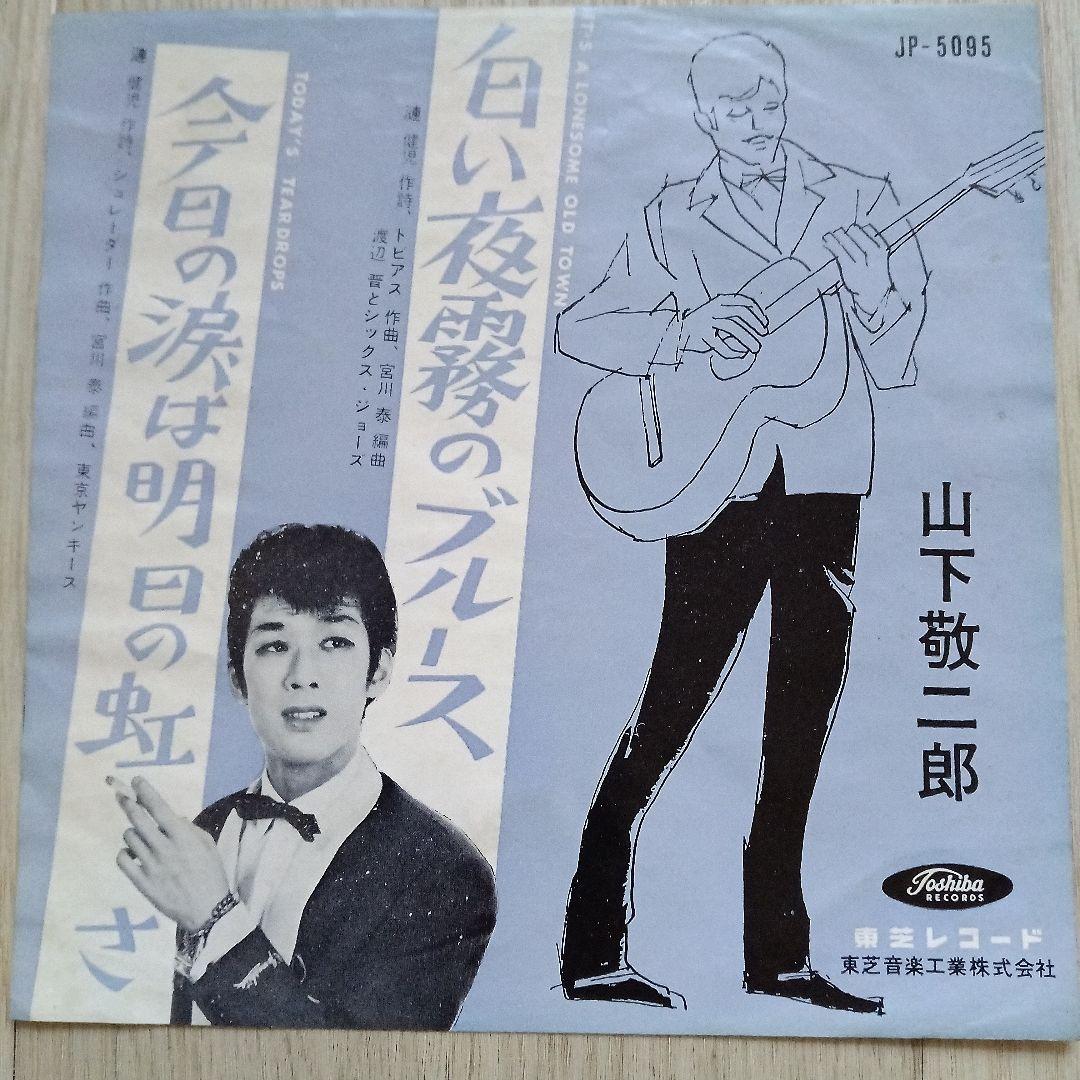 JP-5095
IT'S A LONESOME OLD TOWN
白い夜霧のブルース
漣 健児 作詩、トビアス 作曲、宮川 泰 編曲
渡辺 晋とシックス・ジョーズ
TODAY'S TEARDROPS
今日の涙は明日の虹さ
漣 健児 作詩、シュレーダー 作曲、宮川 泰 編曲、東京ヤンキース
山下敬二郎
Toshiba
RECORDS
東芝レコード
東芝音楽工業株式会社